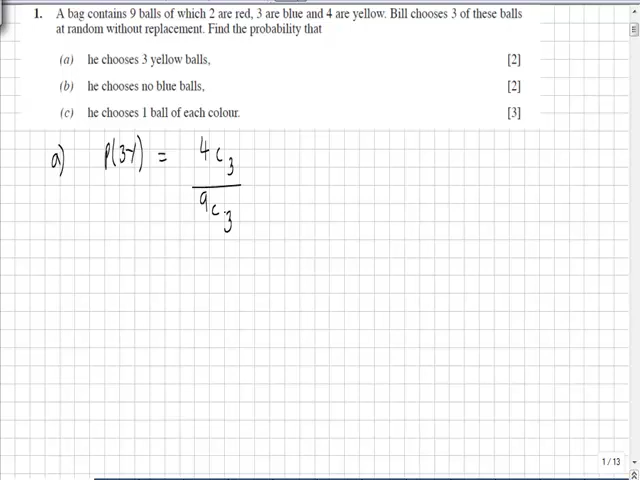 1. A bag contains 9 balls of which 2 are red, 3 are blue and 4 are yellow. Bill chooses 3 of these balls
at random without replacement. Find the probability that
(a) he chooses 3 yellow balls, [2]
(b) he chooses no blue balls, [2]
(c) he chooses 1 ball of each colour. [3]
a) P(3Y) = 4C3
9C3
1 / 13